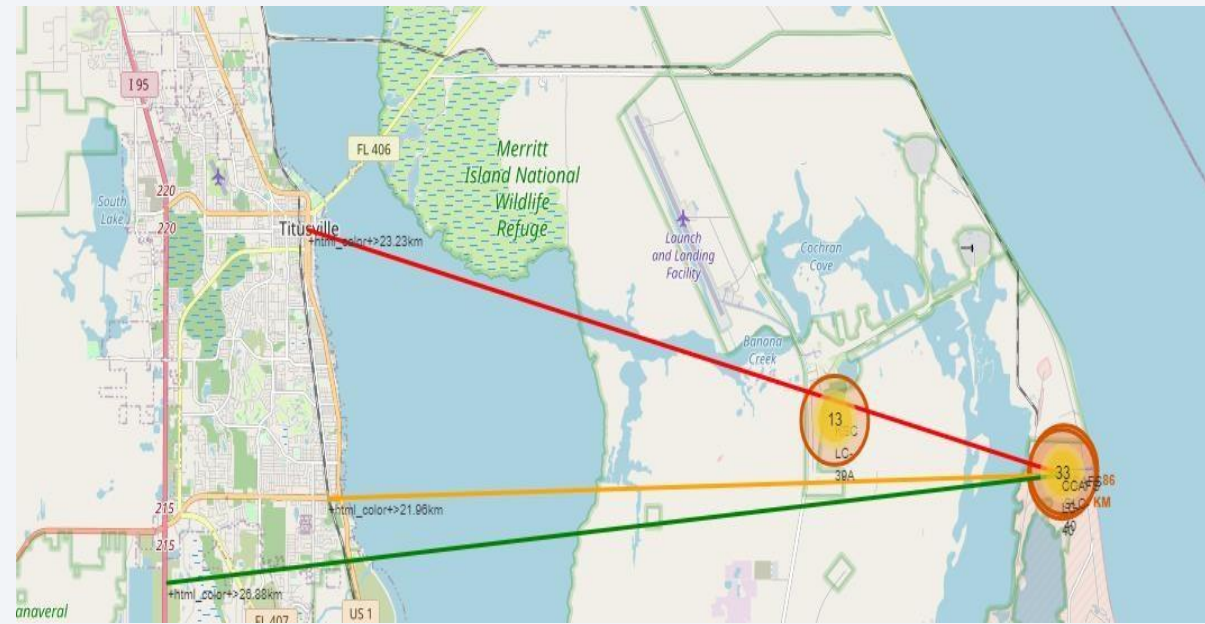 I 95
FL 406
Merritt
Island National
Wildlife
Refuge
220
South
Lake
220
Titusville
+html_color+>23.23km
Launch
and Landing
Facility
Cochran
Cove
Banana
Creek
13
LC-
39A
33
86
KM
40
215
+html_color+>21.96km
215
+html_color+>26.88km
anaveral
FL 407
US 1